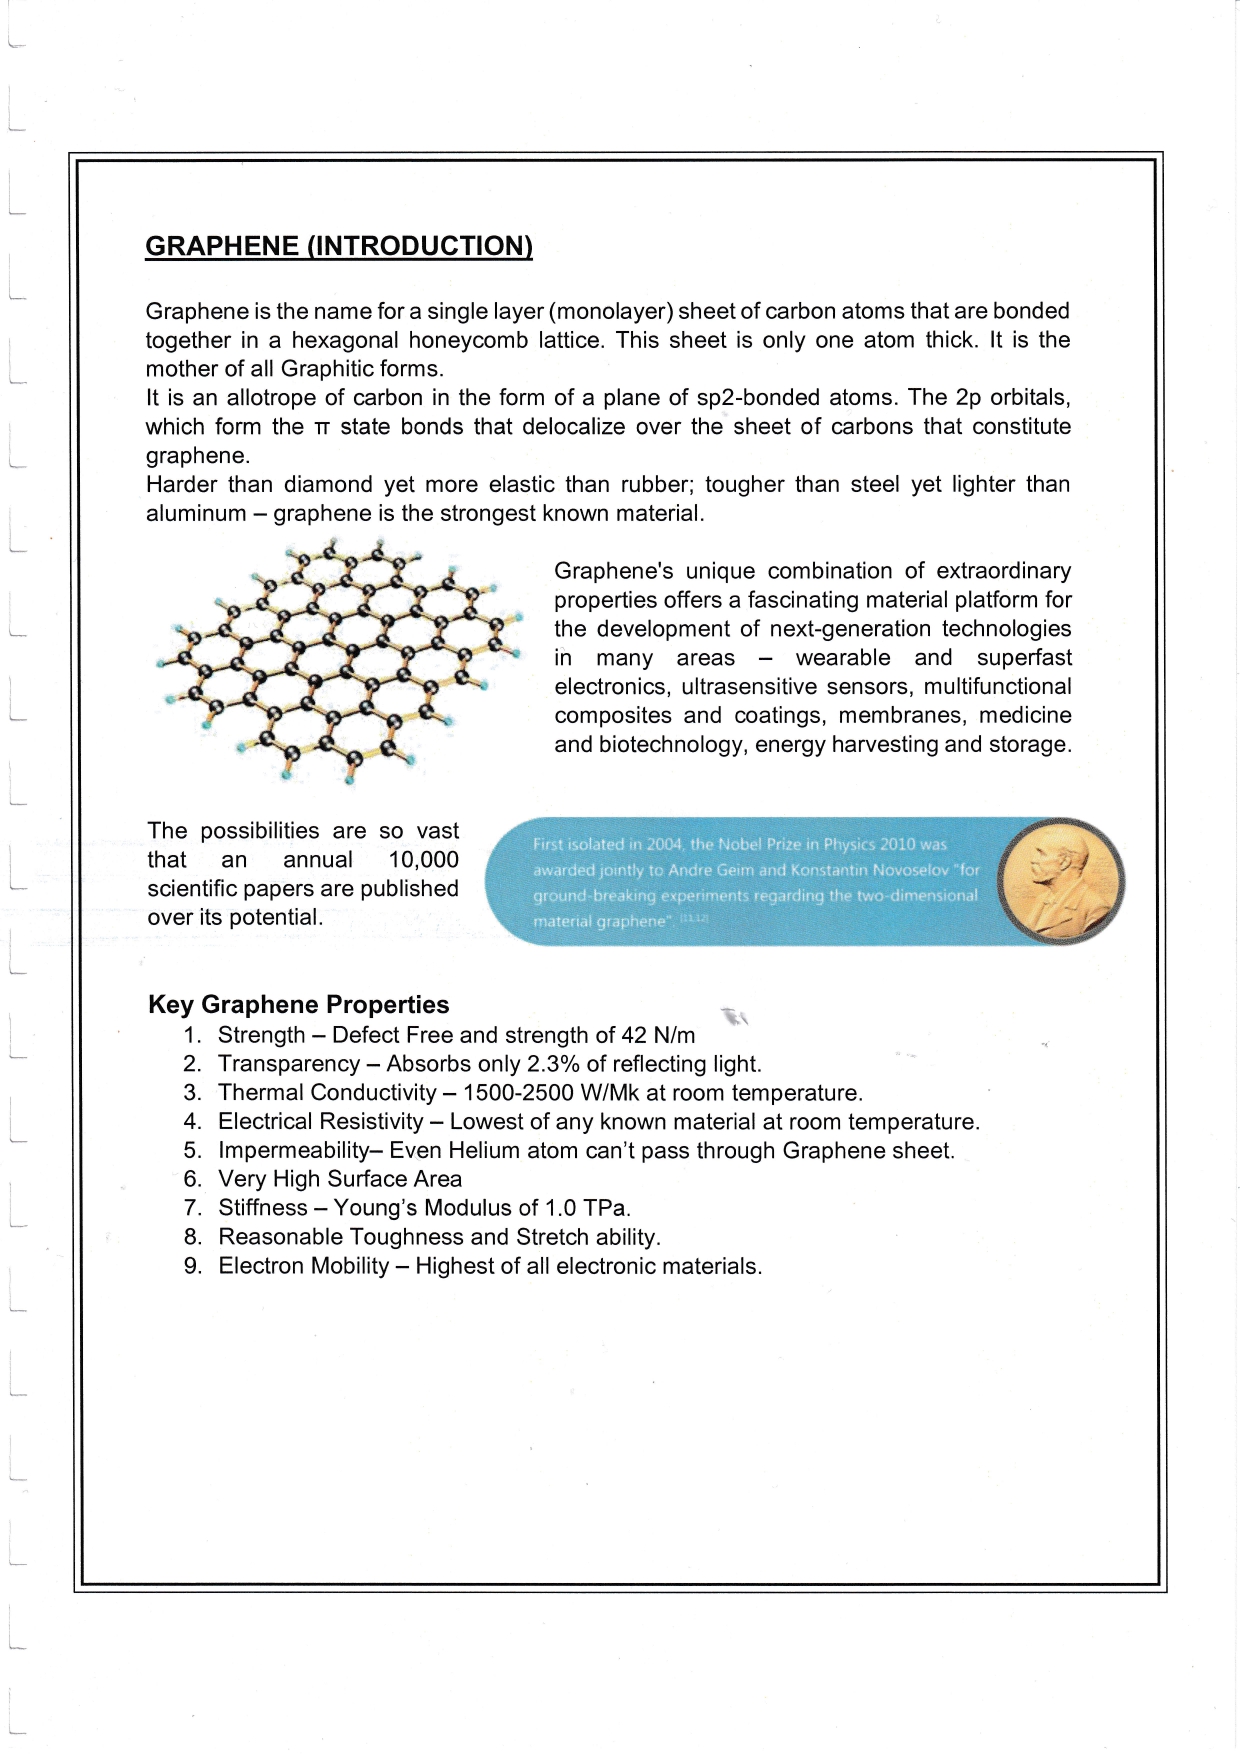 GRAPHENE (INTRODUCTION)
Graphene is the name for a single layer (monolayer) sheet of carbon atoms that are bonded
together in a hexagonal honeycomb lattice. This sheet is only one atom thick. It is the
mother of all Graphitic forms.
It is an allotrope of carbon in the form of a plane of sp2-bonded atoms. The 2p orbitals,
which form the π state bonds that delocalize over the sheet of carbons that constitute
graphene.
Harder than diamond yet more elastic than rubber; tougher than steel yet lighter than
aluminum – graphene is the strongest known material.
Graphene's unique combination of extraordinary
properties offers a fascinating material platform for
the development of next-generation technologies
in many areas – wearable and superfast
electronics, ultrasensitive sensors, multifunctional
composites and coatings, membranes, medicine
and biotechnology, energy harvesting and storage.
The possibilities are so vast
that an annual 10,000
scientific papers are published
over its potential.
First isolated in 2004, the Nobel Prize in Physics 2010 was
awarded jointly to Andre Geim and Konstantin Novoselov "for
ground-breaking experiments regarding the two-dimensional
material graphene". [11,12]
Key Graphene Properties
1. Strength – Defect Free and strength of 42 N/m
2. Transparency – Absorbs only 2.3% of reflecting light.
3. Thermal Conductivity – 1500-2500 W/Mk at room temperature.
4. Electrical Resistivity – Lowest of any known material at room temperature.
5. Impermeability– Even Helium atom can't pass through Graphene sheet.
6. Very High Surface Area
7. Stiffness – Young's Modulus of 1.0 TPa.
8. Reasonable Toughness and Stretch ability.
9. Electron Mobility – Highest of all electronic materials.